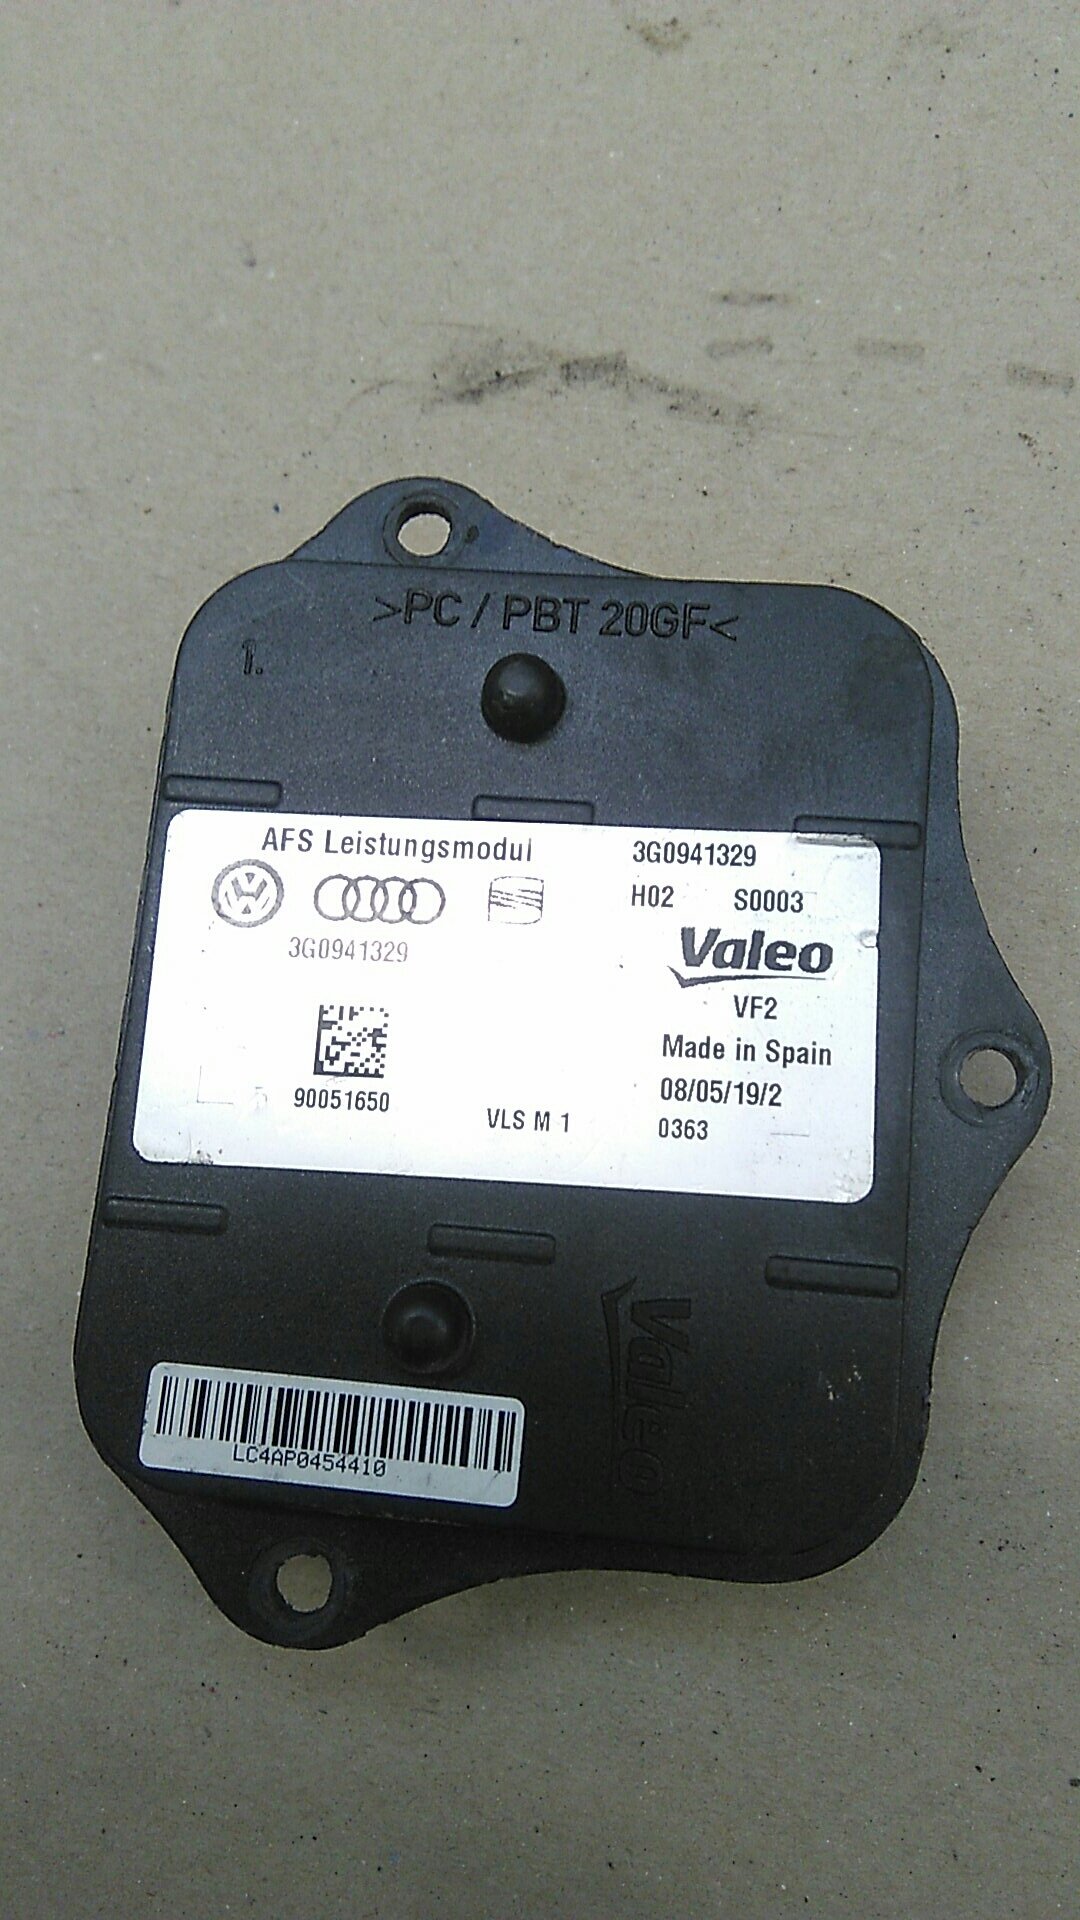 >PC / PBT 20GF<
1.
AFS Leistungsmodul
3G0941329
3G0941329
H02 S0003
Valeo
VF2
Made in Spain
08/05/19/2
0363
90051650
VLS M 1
Valeo
LC4AP0454410